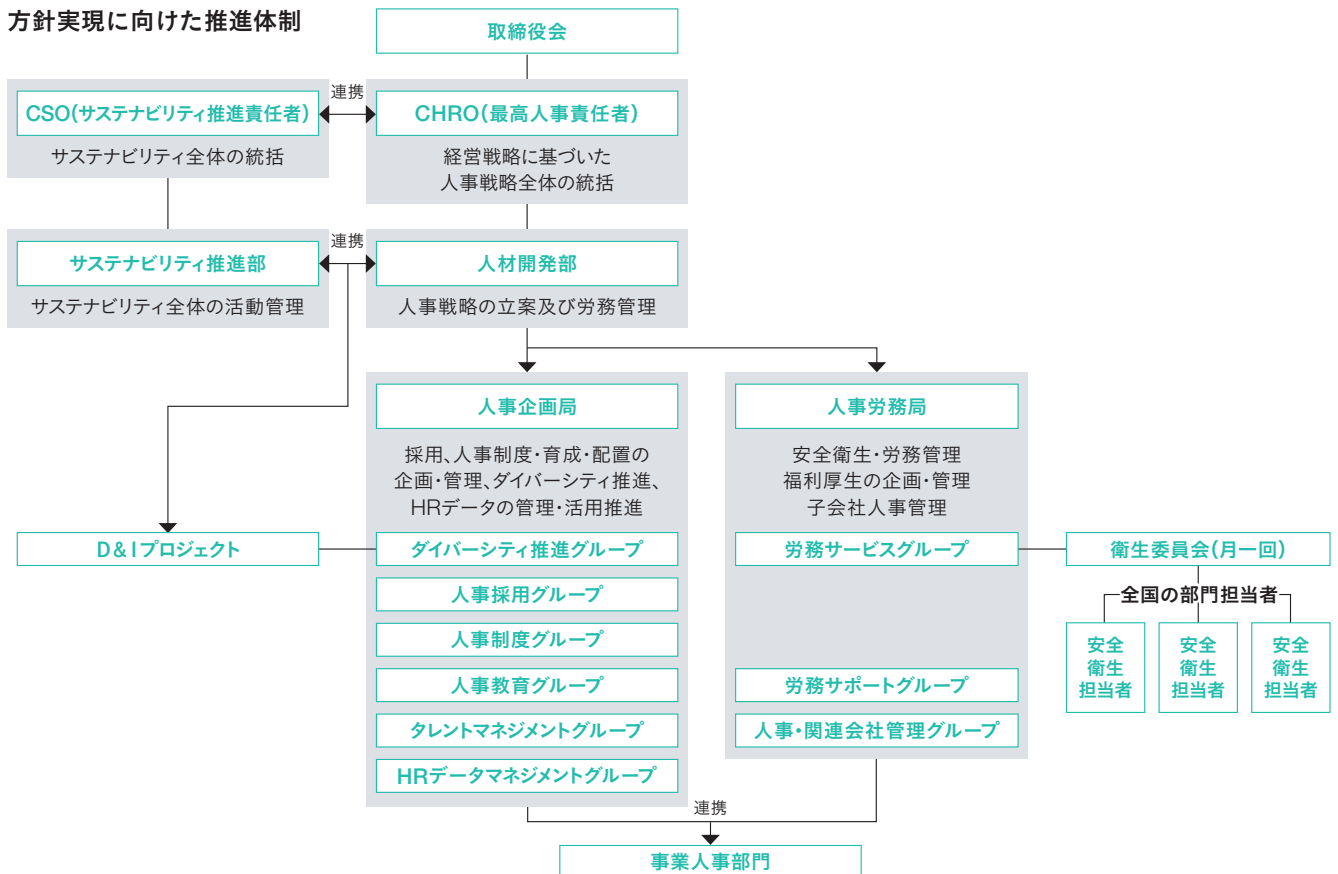 方針実現に向けた推進体制
取締役会
CSO(サステナビリティ推進責任者)
連携
CHRO(最高人事責任者)
サステナビリティ全体の統括
経営戦略に基づいた
人事戦略全体の統括
サステナビリティ推進部
連携
人材開発部
サステナビリティ全体の活動管理
人事戦略の立案及び労務管理
人事企画局
採用、人事制度・育成・配置の
企画・管理、ダイバーシティ推進、
HRデータの管理・活用推進
人事労務局
安全衛生・労務管理
福利厚生の企画・管理
子会社人事管理
D&Iプロジェクト
ダイバーシティ推進グループ
人事採用グループ
人事制度グループ
人事教育グループ
タレントマネジメントグループ
HRデータマネジメントグループ
労務サービスグループ
労務サポートグループ
人事・関連会社管理グループ
衛生委員会(月一回)
全国の部門担当者
安全
衛生
担当者
安全
衛生
担当者
安全
衛生
担当者
連携
事業人事部門